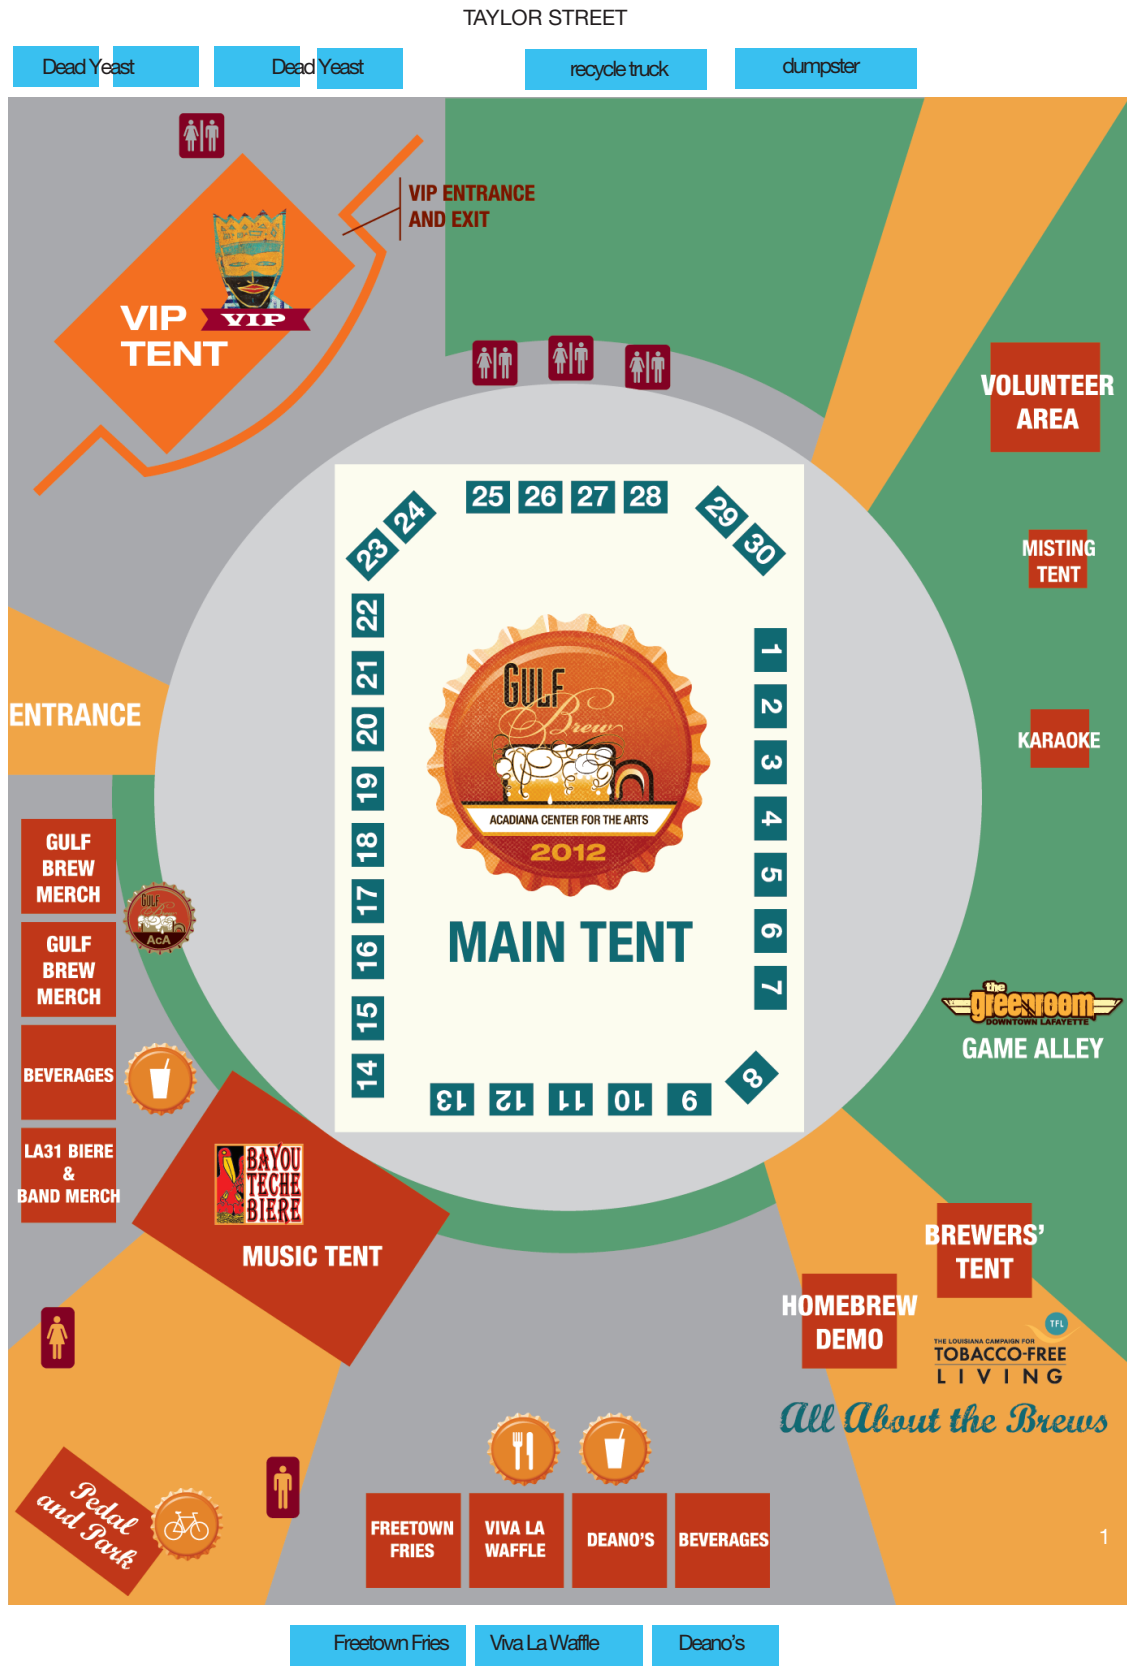 TAYLOR STREET
Dead Yeast
Dead Yeast
recycle truck
dumpster
VIP ENTRANCE
AND EXIT
VIP
VIP
TENT
VOLUNTEER
AREA
25 26 27 28
29
30
24
23
22
21
20
19
18
17
16
15
14
MISTING
TENT
1
2
3
4
5
6
7
8
13 12 11 10 9
GULF
Brew
ACADIANA CENTER FOR THE ARTS
2012
MAIN TENT
ENTRANCE
KARAOKE
GULF
BREW
MERCH
GULF
Brew
AcA
GULF
BREW
MERCH
BEVERAGES
LA31 BIERE
&
BAND MERCH
the
greenroom
DOWNTOWN LAFAYETTE
GAME ALLEY
BAYOU
TECHE
BIERE
MUSIC TENT
BREWERS'
TENT
HOMEBREW
DEMO
TFL
THE LOUISIANA CAMPAIGN FOR
TOBACCO-FREE
LIVING
All About the Brews
Pedal
and Park
FREETOWN
FRIES
VIVA LA
WAFFLE
DEANO'S
BEVERAGES
1
Freetown Fries
Viva La Waffle
Deano's